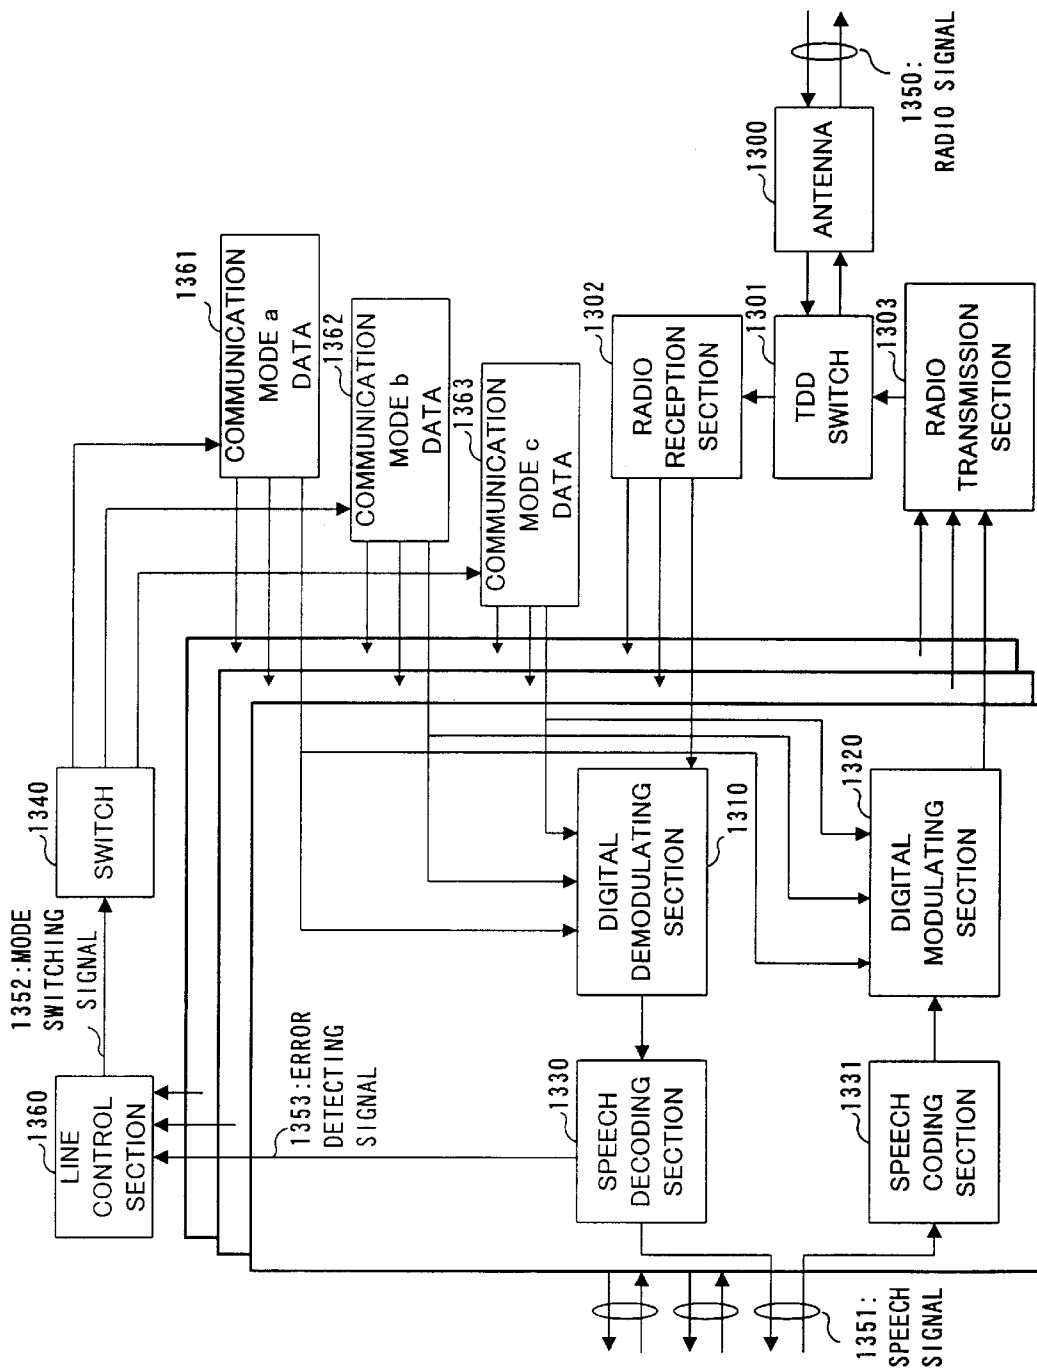 1360
LINE
CONTROL
SECTION
1352:MODE
SWITCHING
SIGNAL
1340
SWITCH
1361
COMMUNICATION
MODE a
DATA
1362
COMMUNICATION
MODE b
DATA
1363
COMMUNICATION
MODE c
DATA
1353:ERROR
DETECTING
SIGNAL
1330
SPEECH
DECODING
SECTION
1310
DIGITAL
DEMODULATING
SECTION
1302
RADIO
RECEPTION
SECTION
1301
TDD
SWITCH
1300
ANTENNA
1350:
RADIO SIGNAL
1351:
SPEECH
SIGNAL
1331
SPEECH
CODING
SECTION
1320
DIGITAL
MODULATING
SECTION
1303
RADIO
TRANSMISSION
SECTION